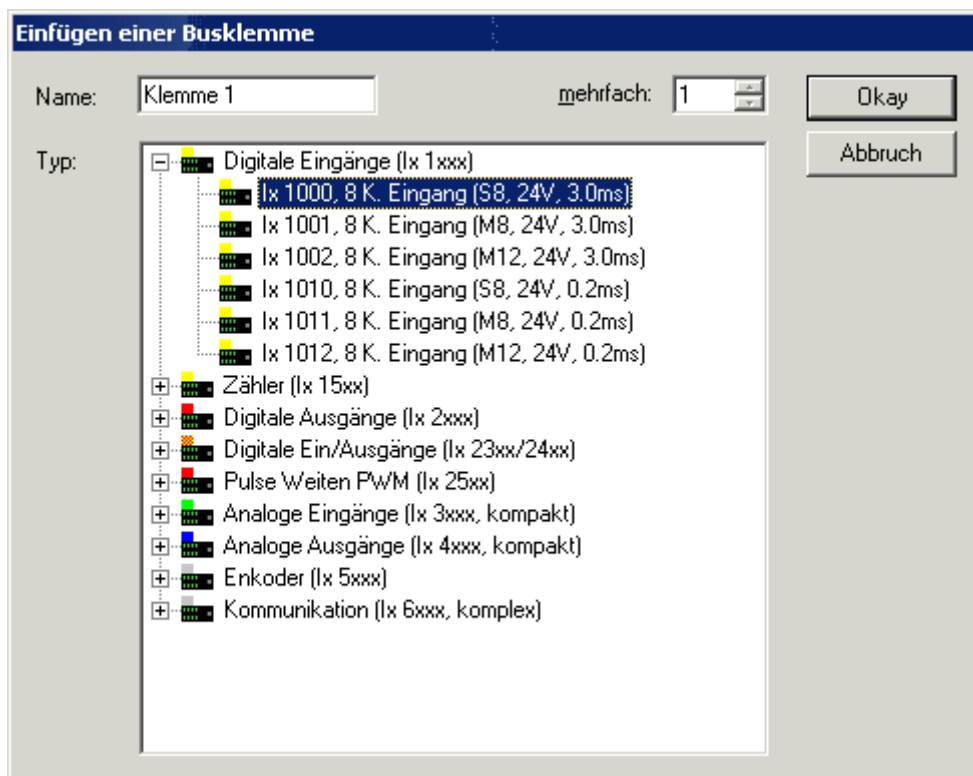 Einfügen einer Busklemme
Name: Klemme 1 mehrfach: 1 Okay
Abbruch
Typ:
Digitale Eingänge (Ix 1xxx)
Ix 1000, 8 K. Eingang (S8, 24V, 3.0ms)
Ix 1001, 8 K. Eingang (M8, 24V, 3.0ms)
Ix 1002, 8 K. Eingang (M12, 24V, 3.0ms)
Ix 1010, 8 K. Eingang (S8, 24V, 0.2ms)
Ix 1011, 8 K. Eingang (M8, 24V, 0.2ms)
Ix 1012, 8 K. Eingang (M12, 24V, 0.2ms)
Zähler (Ix 15xx)
Digitale Ausgänge (Ix 2xxx)
Digitale Ein/Ausgänge (Ix 23xx/24xx)
Pulse Weiten PWM (Ix 25xx)
Analoge Eingänge (Ix 3xxx, kompakt)
Analoge Ausgänge (Ix 4xxx, kompakt)
Enkoder (Ix 5xxx)
Kommunikation (Ix 6xxx, komplex)